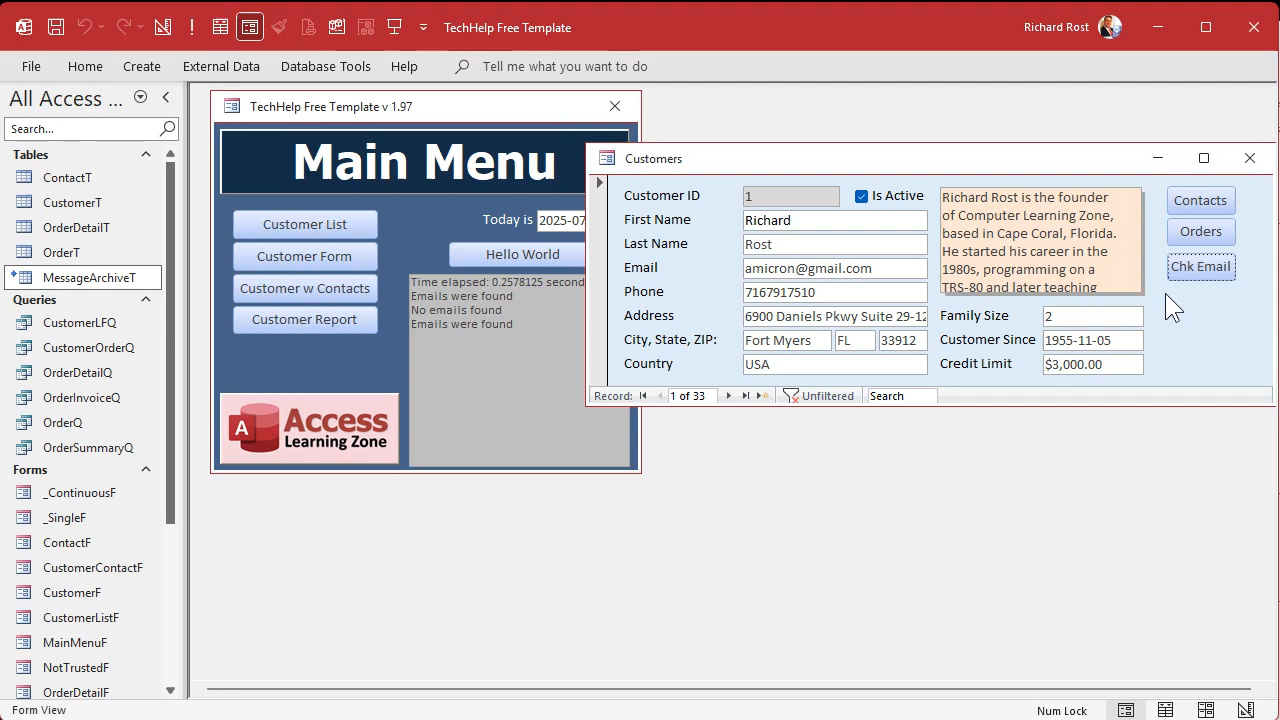 TechHelp Free Template
Richard Rost
File
Home
Create
External Data
Database Tools
Help
Tell me what you want to do
All Access ...
Search...
Tables
ContactT
CustomerT
OrderDetailT
OrderT
MessageArchiveT
Queries
CustomerLFQ
CustomerOrderQ
OrderDetailQ
OrderInvoiceQ
OrderQ
OrderSummaryQ
Forms
_ContinuousF
_SingleF
ContactF
CustomerContactF
CustomerF
CustomerListF
MainMenuF
NotTrustedF
OrderDetailF
TechHelp Free Template v 1.97
Main Menu
Customer List
Customer Form
Customer w Contacts
Customer Report
Today is 2025-07
Hello World
Time elapsed: 0.2578125 second
Emails were found
No emails found
Emails were found
A Access
Learning Zone
Customers
Customer ID 1
Is Active
First Name Richard
Last Name Rost
Email amicron@gmail.com
Phone 7167917510
Address 6900 Daniels Pkwy Suite 29-12
City, State, ZIP: Fort Myers FL 33912
Country USA
Richard Rost is the founder
of Computer Learning Zone,
based in Cape Coral, Florida.
He started his career in the
1980s, programming on a
TRS-80 and later teaching
Family Size 2
Customer Since 1955-11-05
Credit Limit $3,000.00
Contacts
Orders
Chk Email
Record: 1 of 33 Unfiltered Search
Form View
Num Lock